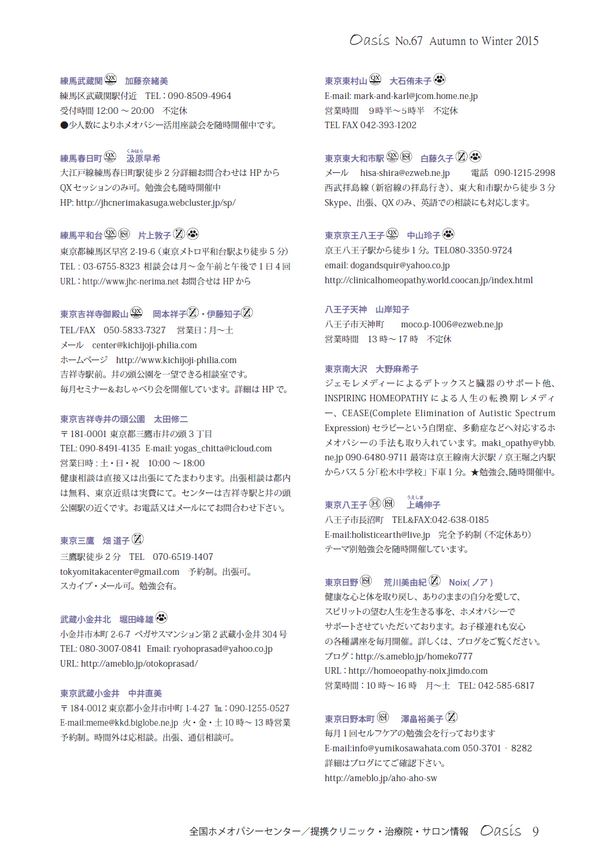 Oasis No.67 Autumn to Winter 2015
練馬武蔵関 QX 加藤奈緒美
練馬区武蔵関駅付近 TEL：090-8509-4964
受付時間 12:00 ～ 20:00 不定休
●少人数によりホメオパシー活用座談会を随時開催中です。
練馬春日町 QX 汲原早希
くみはら
大江戸線練馬春日町駅徒歩 2 分詳細お問合わせは HP から
QX セッションのみ可。勉強会も随時開催中
HP: http://jhcnerimakasuga.webcluster.jp/sp/
練馬平和台 QX 片上敦子
東京都練馬区早宮 2-19-6（東京メトロ平和台駅より徒歩 5 分）
TEL：03-6755-8323 相談会は月～金午前と午後で 1 日 4 回
URL：http://www.jhc-nerima.net お問合せは HP から
東京吉祥寺御殿山 QX 岡本祥子・伊藤知子
TEL/FAX 050-5833-7327 営業日：月～土
メール center@kichijoji-philia.com
ホームページ http://www.kichijoji-philia.com
吉祥寺駅前。井の頭公園を一望できる相談室です。
毎月セミナー＆おしゃべり会を開催しています。詳細は HP で。
東京吉祥寺井の頭公園 太田修二
〒181-0001 東京都三鷹市井の頭 3 丁目
TEL: 090-8491-4135 E-mail: yogas_chitta@icloud.com
営業日時：土・日・祝 10:00 ～ 18:00
健康相談は直接又は出張にてたまわります。出張相談は都内
は無料、東京近県は実費にて。センターは吉祥寺駅と井の頭
公園駅の近くです。お電話又はメールにてお問合わせ下さい。
東京三鷹 畑 道子
三鷹駅徒歩 2 分 TEL 070-6519-1407
tokyomitakacenter@gmail.com 予約制。出張可。
スカイプ・メール可。勉強会有。
武蔵小金井北 堀田峰雄
小金井市本町 2-6-7 ペガサスマンション第 2 武蔵小金井 304 号
TEL: 080-3007-0841 Email: ryohoprasad@yahoo.co.jp
URL: http://ameblo.jp/otokoprasad/
東京武蔵小金井 中井直美
〒184-0012 東京都小金井市中町 1-4-27 ℡：090-1255-0527
E-mail:meme@kkd.biglobe.ne.jp 火・金・土 10 時～ 13 時営業
予約制。時間外は応相談。出張、通信相談可。
東京東村山 QX 大石侑未子
E-mail: mark-and-karl@jcom.home.ne.jp
営業時間 9 時半～5 時半 不定休
TEL FAX 042-393-1202
東京東大和市駅 QX 白藤久子
メール hisa-shira@ezweb.ne.jp 電話 090-1215-2998
西武拝島線（新宿線の拝島行き）、東大和市駅から徒歩 3 分
Skype、出張、QX のみ、英語での相談にも対応します。
東京京王八王子 QX 中山玲子
京王八王子駅から徒歩 1 分。TEL080-3350-9724
email: dogandsquir@yahoo.co.jp
http://clinicalhomeopathy.world.coocan.jp/index.html
八王子天神 山岸知子
八王子市天神町 moco.p-1006@ezweb.ne.jp
営業時間 13 時～ 17 時 不定休
東京南大沢 大野麻希子
ジェモレメディーによるデトックスと臓器のサポート他、
INSPIRING HOMEOPATHY による人生の転換期レメディ
ー、CEASE(Complete Elimination of Autistic Spectrum
Expression) セラピーという自閉症、多動症などへ対応するホ
メオパシーの手法も取り入れています。maki_opathy@ybb.
ne.jp 090-6480-9711 最寄は京王線南大沢駅 / 京王堀之内駅
からバス 5 分「松木中学校」下車 1 分。★勉強会、随時開催中。
東京八王子 H 上嶋伸子
うえしま
八王子市長沼町 TEL&FAX:042-638-0185
E-mail:holisticearth@live.jp 完全予約制（不定休あり）
テーマ別勉強会を随時開催しています。
東京日野 荒川美由紀 Noix( ノア )
健康な心と体を取り戻し、ありのままの自分を愛して、
スピリットの望む人生を生きる事を、ホメオパシーで
サポートさせていただいております。お子様連れも安心
の各種講座を毎月開催。詳しくは、ブログをご覧ください。
ブログ：http://s.ameblo.jp/homeko777
URL：http://homoeopathy-noix.jimdo.com
営業時間：10 時～ 16 時 月～土 TEL: 042-585-6817
東京日野本町 澤畠裕美子
毎月 1 回セルフケアの勉強会を行っております
E-mail:info@yumikosawahata.com 050-3701‐8282
詳細はブログにてご確認下さい。
http://ameblo.jp/aho-aho-sw
全国ホメオパシーセンター／提携クリニック・治療院・サロン情報 Oasis 9